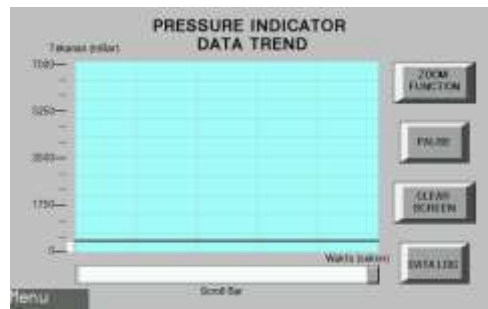 PRESSURE INDICATOR
DATA TREND
Tekanan (mBar)
7000
5250
3500
1750
0
Waktu (sekon)
Scroll Bar
ZOOM
FUNCTION
PAUSE
CLEAR
SCREEN
DATA LOG
Menu